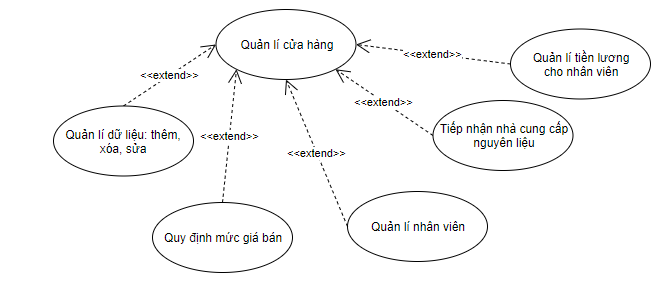 Quản lí cửa hàng
<<extend>>
Quản lí tiền lương
cho nhân viên
<<extend>>
<<extend>>
Quản lí dữ liệu: thêm,
xóa, sửa
<<extend>>
Tiếp nhận nhà cung cấp
nguyên liệu
<<extend>>
Quản lí nhân viên
Quy định mức giá bán